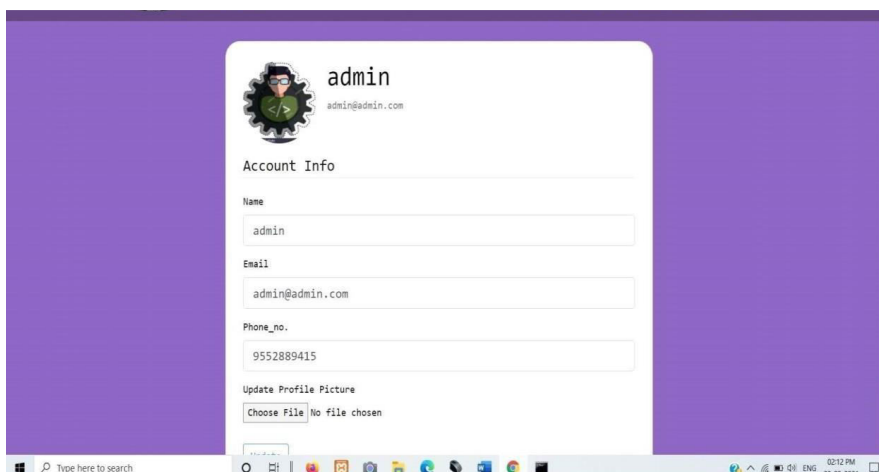 admin
admin@admin.com
</>
Account Info
Name
admin
Email
admin@admin.com
Phone_no.
9552889415
Update Profile Picture
Choose File No file chosen
Type here to search
ENG
02:12 PM